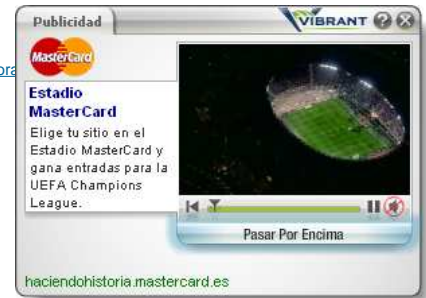 Publicidad
VIBRANT
ora
MasterCard
Estadio
MasterCard
Elige tu sitio en el
Estadio MasterCard y
gana entradas para la
UEFA Champions
League.
Pasar Por Encima
haciendohistoria.mastercard.es